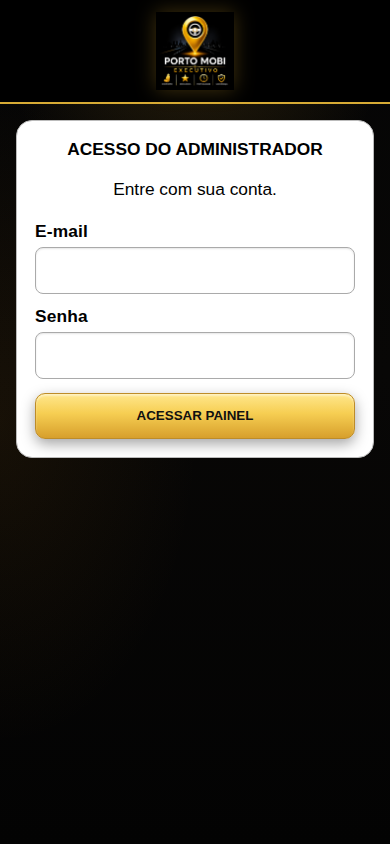 PORTO MOBI
EXECUTIVO
ACESSO DO ADMINISTRADOR
Entre com sua conta.
E-mail
Senha
ACESSAR PAINEL